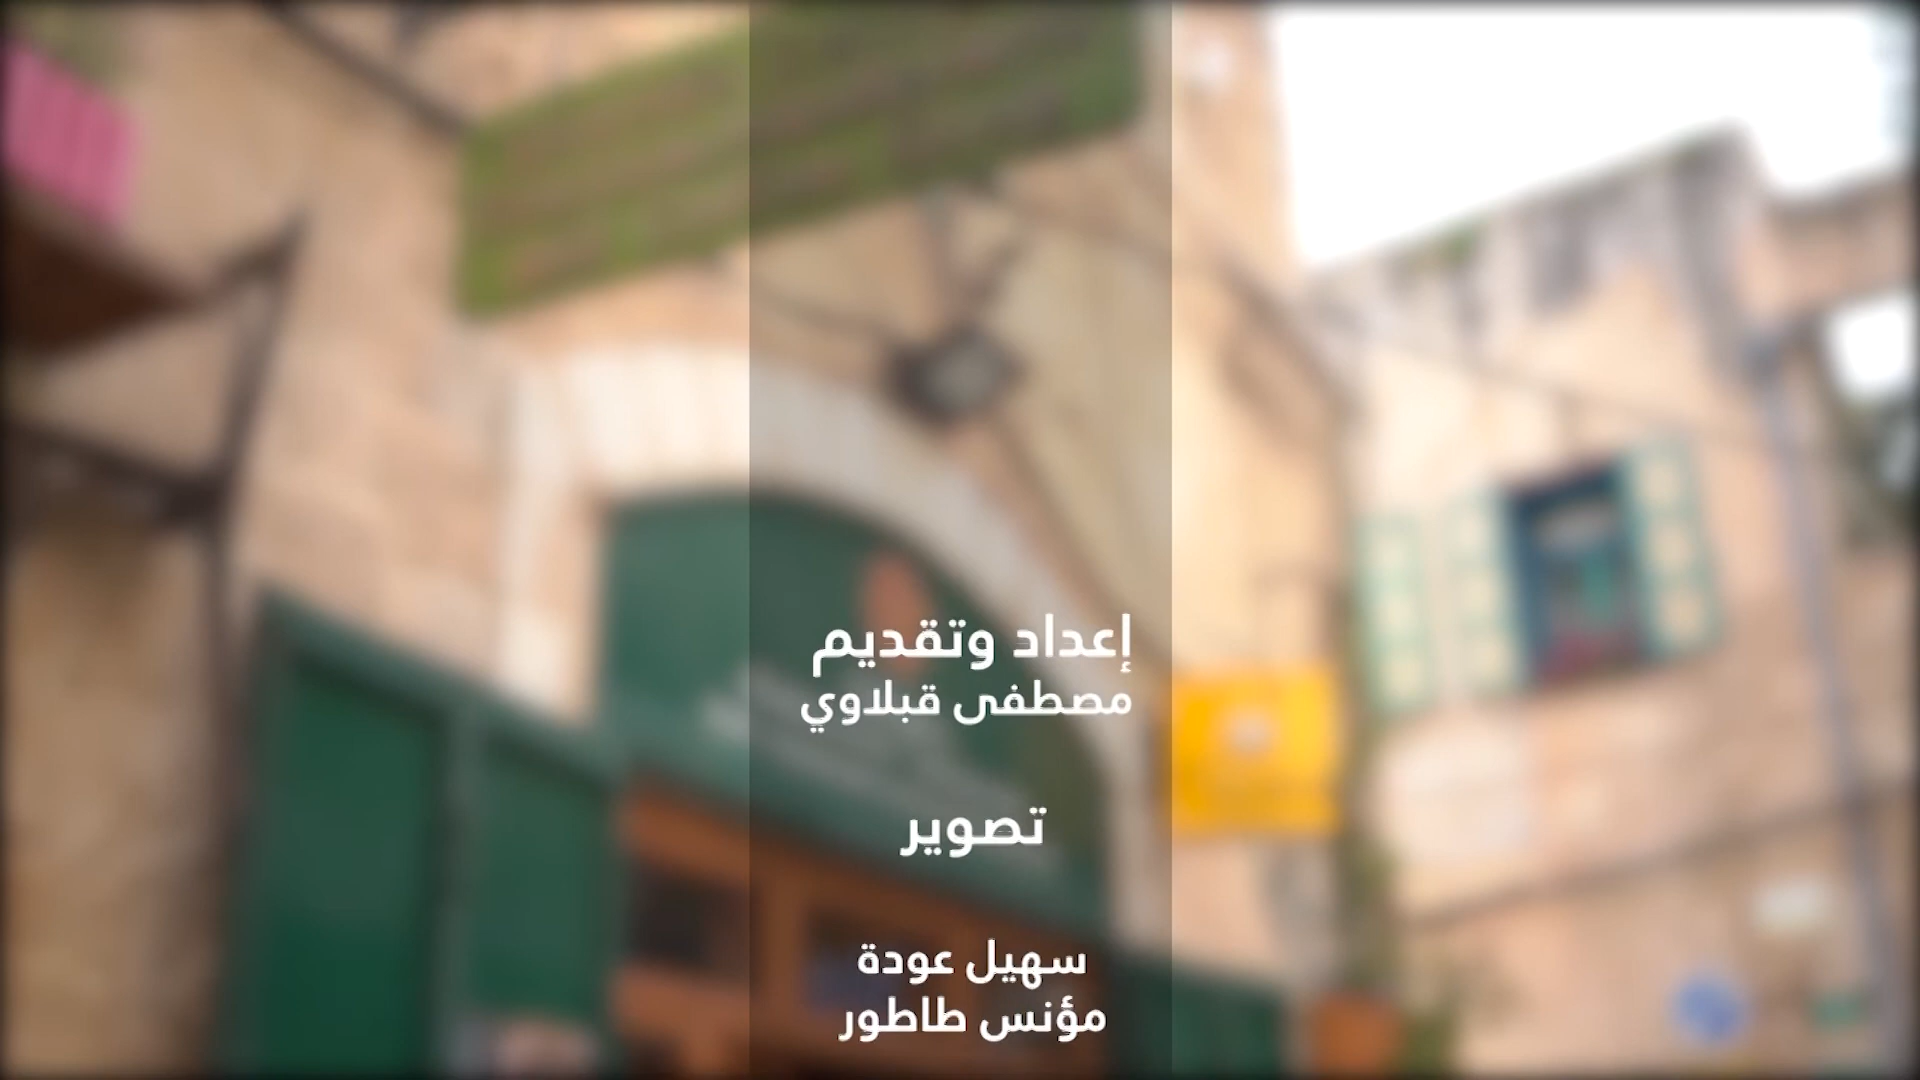 إعداد وتقديم
مصطفى قبلاوي
تصوير
سهيل عودة
مؤنس طاطور